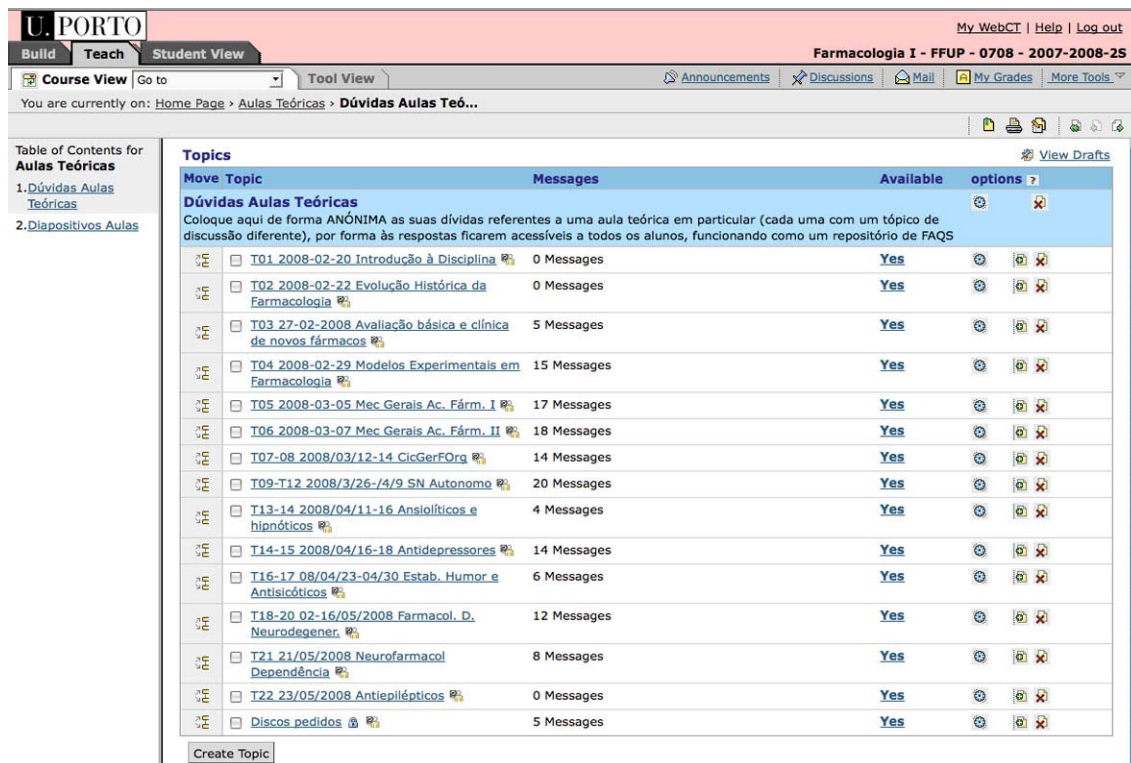 U. PORTO
My WebCT | Help | Log out
Build Teach Student View
Farmacologia I - FFUP - 0708 - 2007-2008-2S
Course View Go to Tool View
Announcements Discussions Mail My Grades More Tools
You are currently on: Home Page › Aulas Teóricas › Dúvidas Aulas Teó...
Table of Contents for
Aulas Teóricas
1.Dúvidas Aulas
Teóricas
2.Diapositivos Aulas
Topics
View Drafts
Move Topic Messages Available options ?
Dúvidas Aulas Teóricas
Coloque aqui de forma ANÓNIMA as suas dívidas referentes a uma aula teórica em particular (cada uma com um tópico de
discussão diferente), por forma às respostas ficarem acessíveis a todos os alunos, funcionando como um repositório de FAQS
T01 2008-02-20 Introdução à Disciplina 0 Messages Yes
T02 2008-02-22 Evolução Histórica da 0 Messages Yes
Farmacologia
T03 27-02-2008 Avaliação básica e clínica 5 Messages Yes
de novos fármacos
T04 2008-02-29 Modelos Experimentais em 15 Messages Yes
Farmacologia
T05 2008-03-05 Mec Gerais Ac. Fárm. I 17 Messages Yes
T06 2008-03-07 Mec Gerais Ac. Fárm. II 18 Messages Yes
T07-08 2008/03/12-14 CicGerFOrg 14 Messages Yes
T09-T12 2008/3/26-/4/9 SN Autonomo 20 Messages Yes
T13-14 2008/04/11-16 Ansiolíticos e 4 Messages Yes
hipnóticos
T14-15 2008/04/16-18 Antidepressores 14 Messages Yes
T16-17 08/04/23-04/30 Estab. Humor e 6 Messages Yes
Antisicóticos
T18-20 02-16/05/2008 Farmacol. D. 12 Messages Yes
Neurodegener.
T21 21/05/2008 Neurofarmacol 8 Messages Yes
Dependência
T22 23/05/2008 Antiepilépticos 0 Messages Yes
Discos pedidos 5 Messages Yes
Create Topic